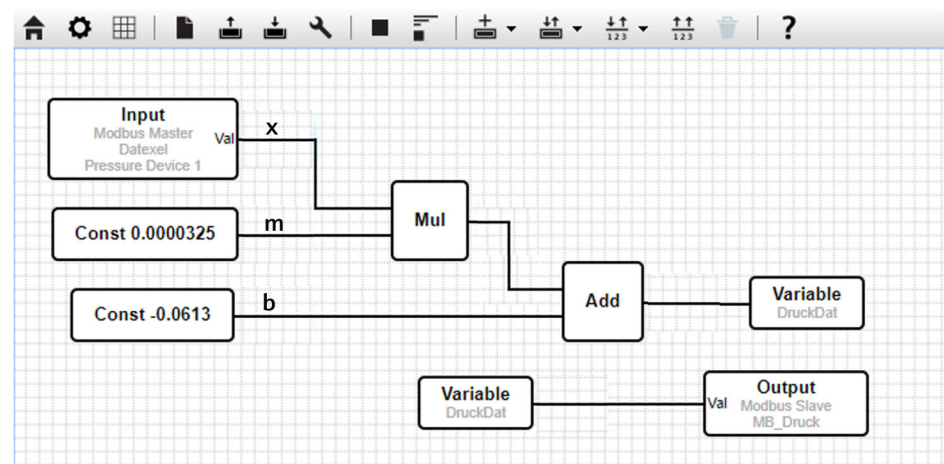 ?
123
123
Input
Modbus Master
Datexel
Pressure Device 1
Val
x
Const 0.0000325
m
Mul
Const -0.0613
b
Add
Variable
DruckDat
Variable
DruckDat
Output
Val
Modbus Slave
MB_Druck